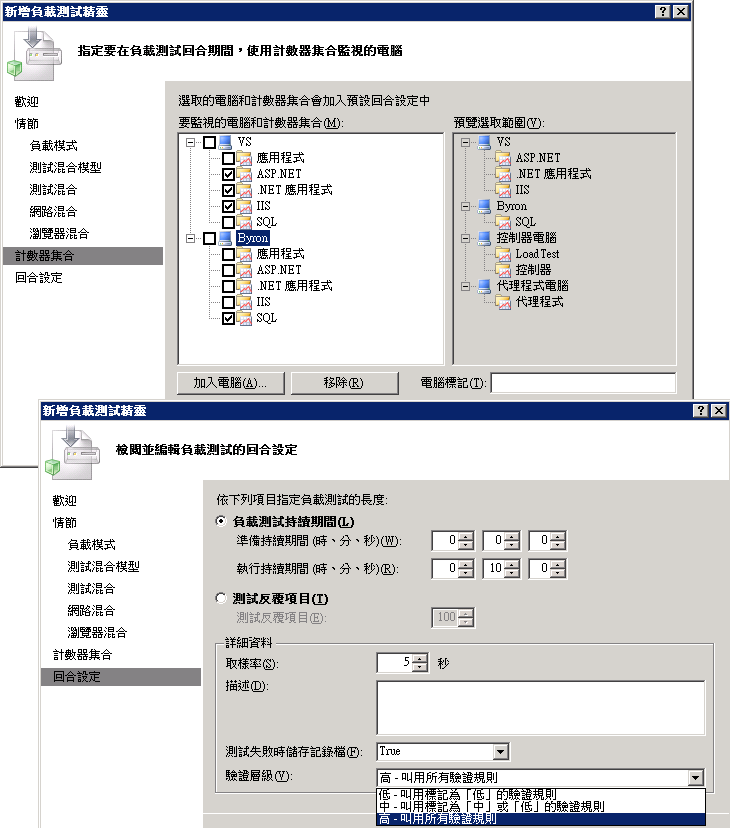 新增負載測試精靈
指定要在負載測試回合期間，使用計數器集合監視的電腦
歡迎
情節
負載模式
測試混合模型
測試混合
網路混合
瀏覽器混合
計數器集合
回合設定
選取的電腦和計數器集合會加入預設回合設定中
要監視的電腦和計數器集合(M):
VS
應用程式
ASP.NET
.NET 應用程式
IIS
SQL
Byron
應用程式
ASP.NET
.NET 應用程式
IIS
SQL
預覽選取範圍(V):
VS
ASP.NET
.NET 應用程式
IIS
Byron
SQL
控制器電腦
LoadTest
控制器
代理程式電腦
代理程式
加入電腦(A)...
移除(R)
電腦標記(T):
新增負載測試精靈
檢閱並編輯負載測試的回合設定
歡迎
情節
負載模式
測試混合模型
測試混合
網路混合
瀏覽器混合
計數器集合
回合設定
依下列項目指定負載測試的長度:
負載測試持續期間(L)
準備持續期間 (時、分、秒)(W): 0 0 0
執行持續期間 (時、分、秒)(R): 0 10 0
測試反覆項目(T)
測試反覆項目(E): 100
詳細資料
取樣率(S): 5 秒
描述(D):
測試失敗時儲存記錄檔(F): True
驗證層級(V): 高 - 叫用所有驗證規則
低 - 叫用標記為「低」的驗證規則
中 - 叫用標記為「中」或「低」的驗證規則
高 - 叫用所有驗證規則